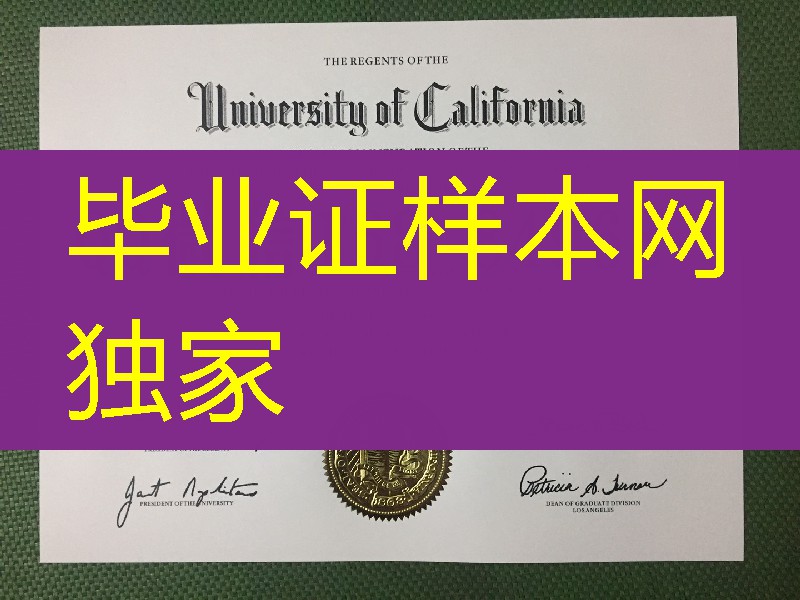 THE REGENTS OF THE
University of California
毕业证样本网
独家
PRESIDENT OF THE UNIVERSITY
DEAN OF GRADUATE DIVISION
LOS ANGELES